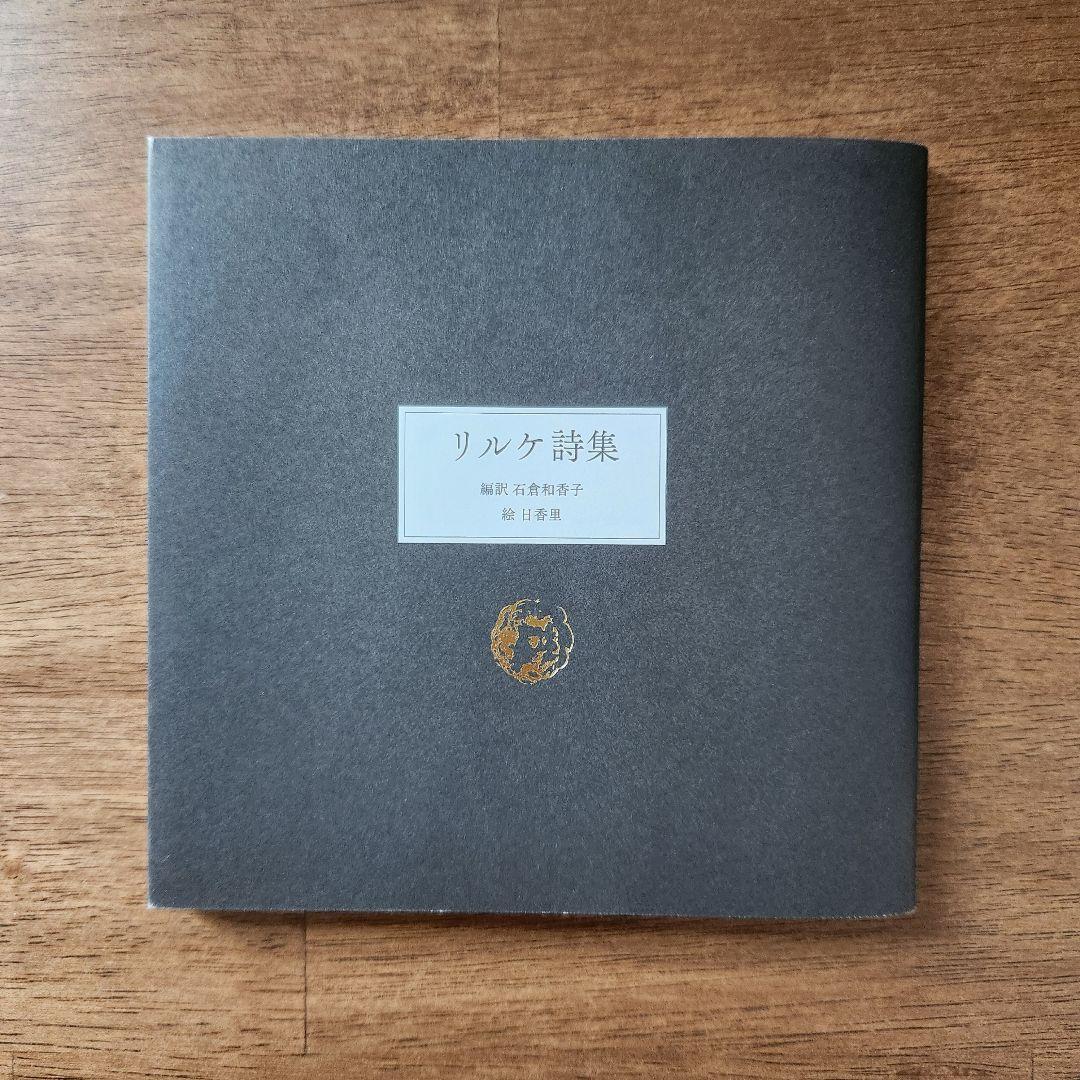 リルケ詩集
編訳 石倉和香子
絵 日香里